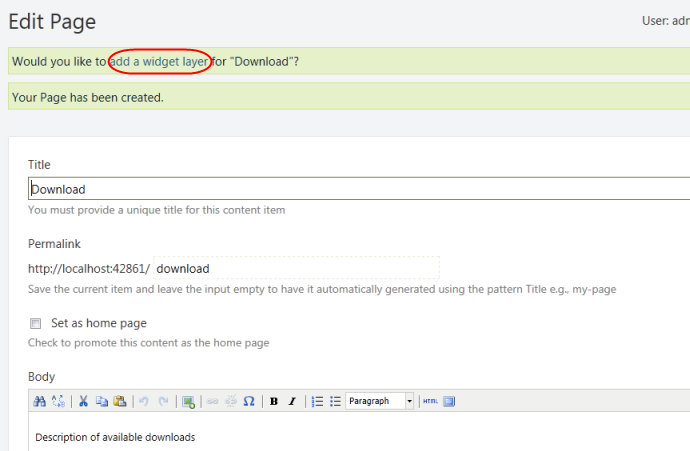 Edit Page
User: adm
Would you like to add a widget layer for "Download"?
Your Page has been created.
Title
Download
You must provide a unique title for this content item
Permalink
http://localhost:42861/ download
Save the current item and leave the input empty to have it automatically generated using the pattern Title e.g., my-page
Set as home page
Check to promote this content as the home page
Body
B I Paragraph HTML
Description of available downloads